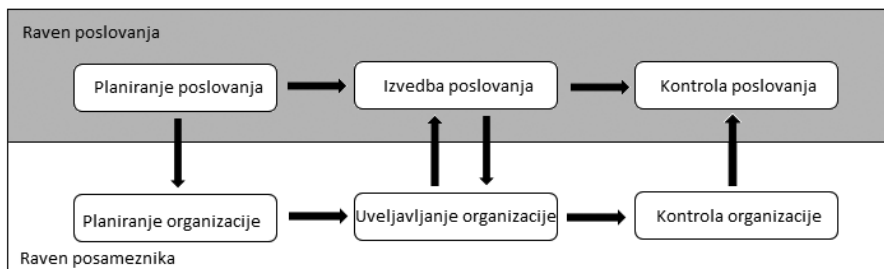 Raven poslovanja
Planiranje poslovanja
Izvedba poslovanja
Kontrola poslovanja
Planiranje organizacije
Uveljavljanje organizacije
Kontrola organizacije
Raven posameznika